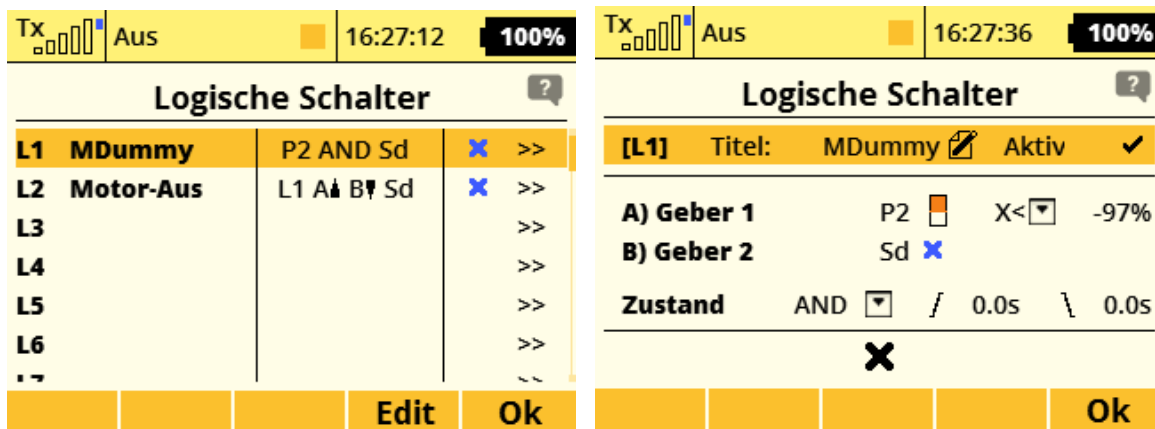 Tx Aus 16:27:12 100%
Logische Schalter ?
L1 MDummy P2 AND Sd >>
L2 Motor-Aus L1 A B Sd >>
L3 >>
L4 >>
L5 >>
L6 >>
Edit Ok
Tx Aus 16:27:36 100%
Logische Schalter ?
[L1] Titel: MDummy Aktiv
A) Geber 1 P2 X< -97%
B) Geber 2 Sd
Zustand AND 0.0s 0.0s
Ok